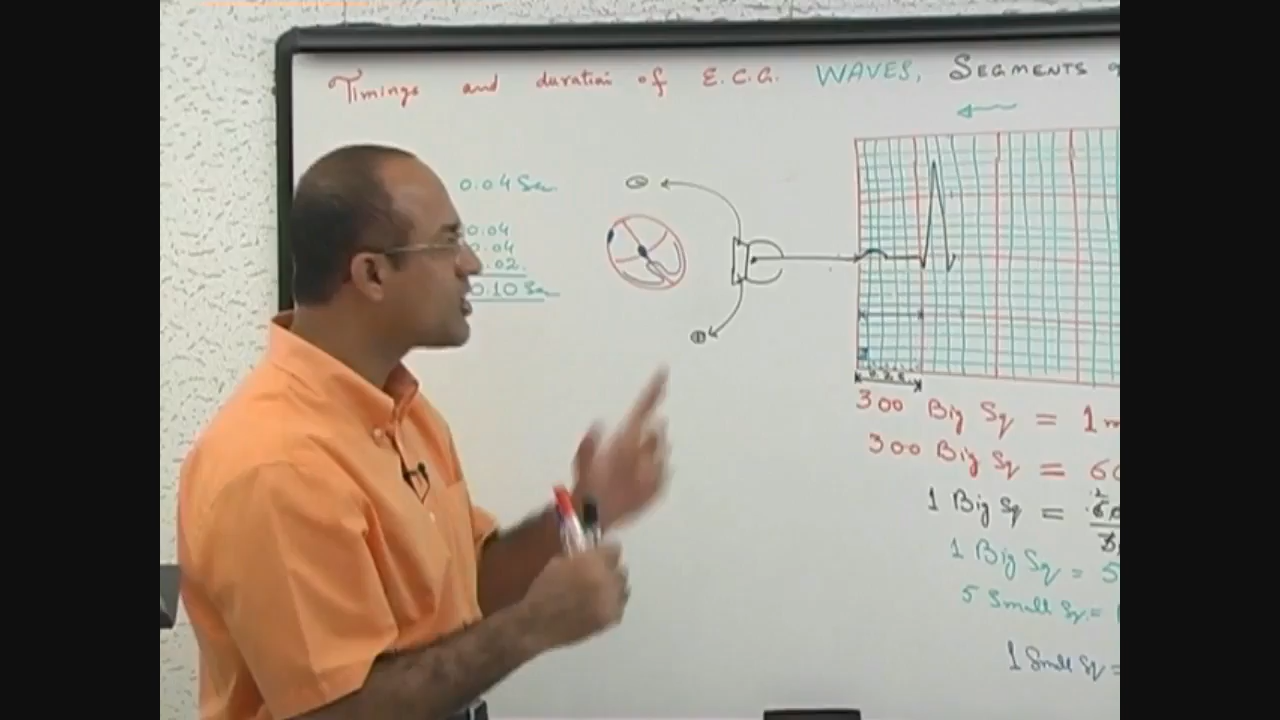 Timings and duration of E.C.G. WAVES, SEGMENTS
0.04 Sec
0.04
0.04
0.02
0.10 Sec
300 Big Sq = 1 m
300 Big Sq = 60
1 Big Sq =
1 Big Sq = 5
5 Small Sq =
1 Small Sq =